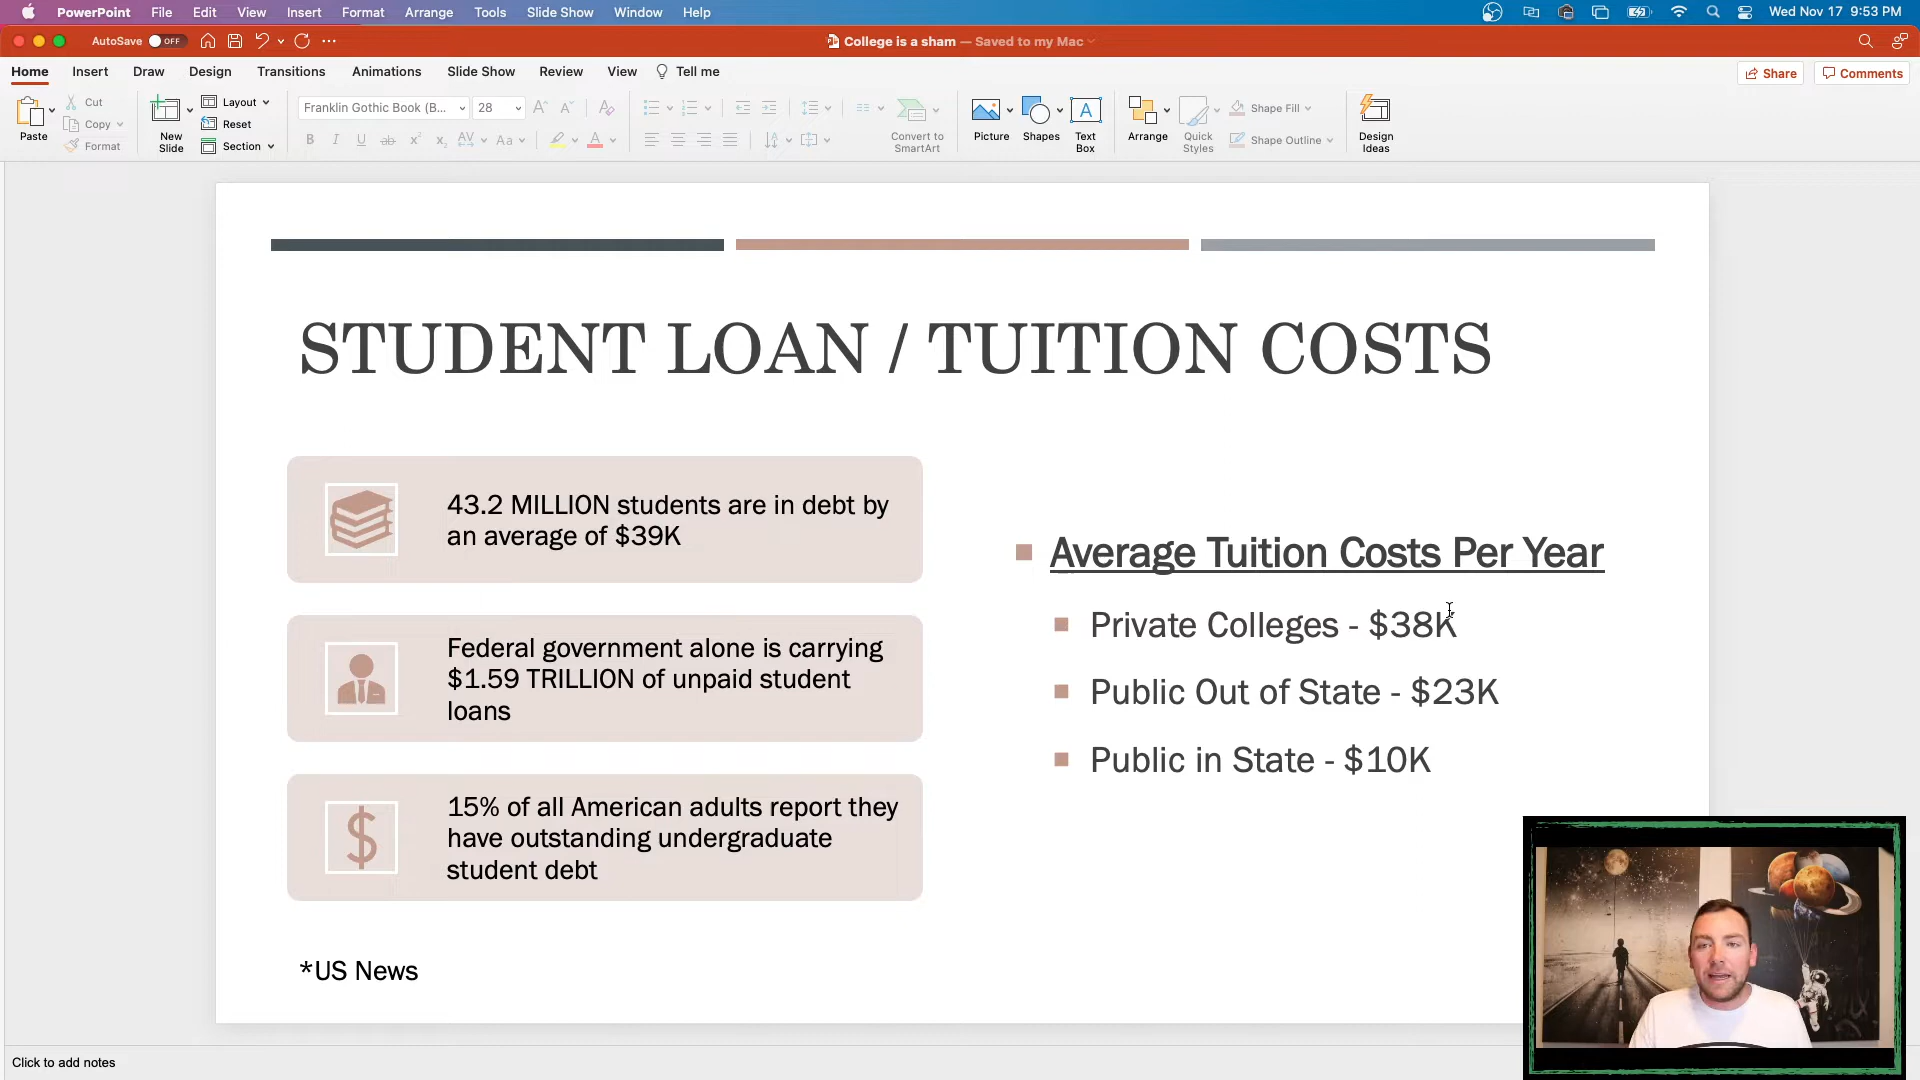 PowerPoint File Edit View Insert Format Arrange Tools Slide Show Window Help Wed Nov 17 9:53 PM
AutoSave OFF College is a sham — Saved to my Mac
Home Insert Draw Design Transitions Animations Slide Show Review View Tell me Share Comments
Paste Cut Copy Format
New Slide Layout Reset Section
Franklin Gothic Book (B... 28
Convert to SmartArt
Picture Shapes Text Box
Arrange Quick Styles Shape Fill Shape Outline
Design Ideas
STUDENT LOAN / TUITION COSTS
43.2 MILLION students are in debt by
an average of $39K
Federal government alone is carrying
$1.59 TRILLION of unpaid student
loans
15% of all American adults report they
have outstanding undergraduate
student debt
*US News
Average Tuition Costs Per Year
Private Colleges - $38K
Public Out of State - $23K
Public in State - $10K
Click to add notes